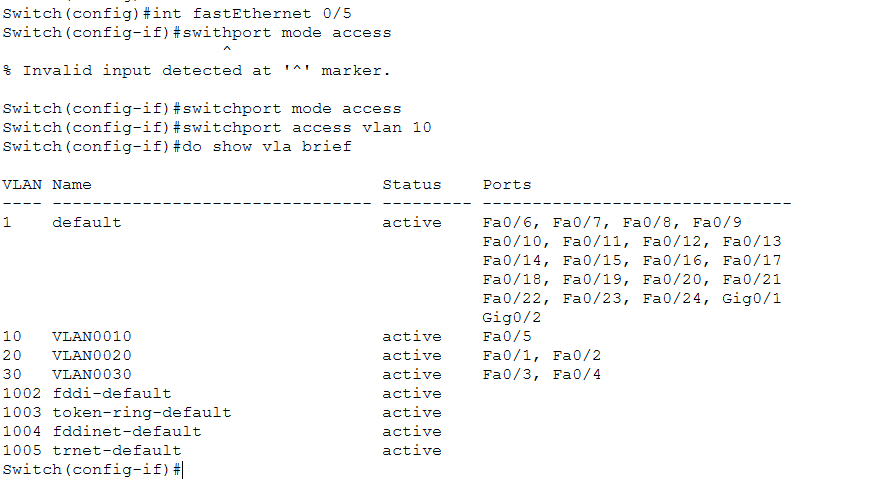 Switch(config)#int fastEthernet 0/5
Switch(config-if)#swithport mode access
^
% Invalid input detected at '^' marker.
Switch(config-if)#switchport mode access
Switch(config-if)#switchport access vlan 10
Switch(config-if)#do show vla brief
VLAN Name                             Status    Ports
---- -------------------------------- --------- -------------------------------
1    default                          active    Fa0/6, Fa0/7, Fa0/8, Fa0/9
                                                Fa0/10, Fa0/11, Fa0/12, Fa0/13
                                                Fa0/14, Fa0/15, Fa0/16, Fa0/17
                                                Fa0/18, Fa0/19, Fa0/20, Fa0/21
                                                Fa0/22, Fa0/23, Fa0/24, Gig0/1
                                                Gig0/2
10   VLAN0010                         active    Fa0/5
20   VLAN0020                         active    Fa0/1, Fa0/2
30   VLAN0030                         active    Fa0/3, Fa0/4
1002 fddi-default                     active
1003 token-ring-default               active
1004 fddinet-default                  active
1005 trnet-default                    active
Switch(config-if)#